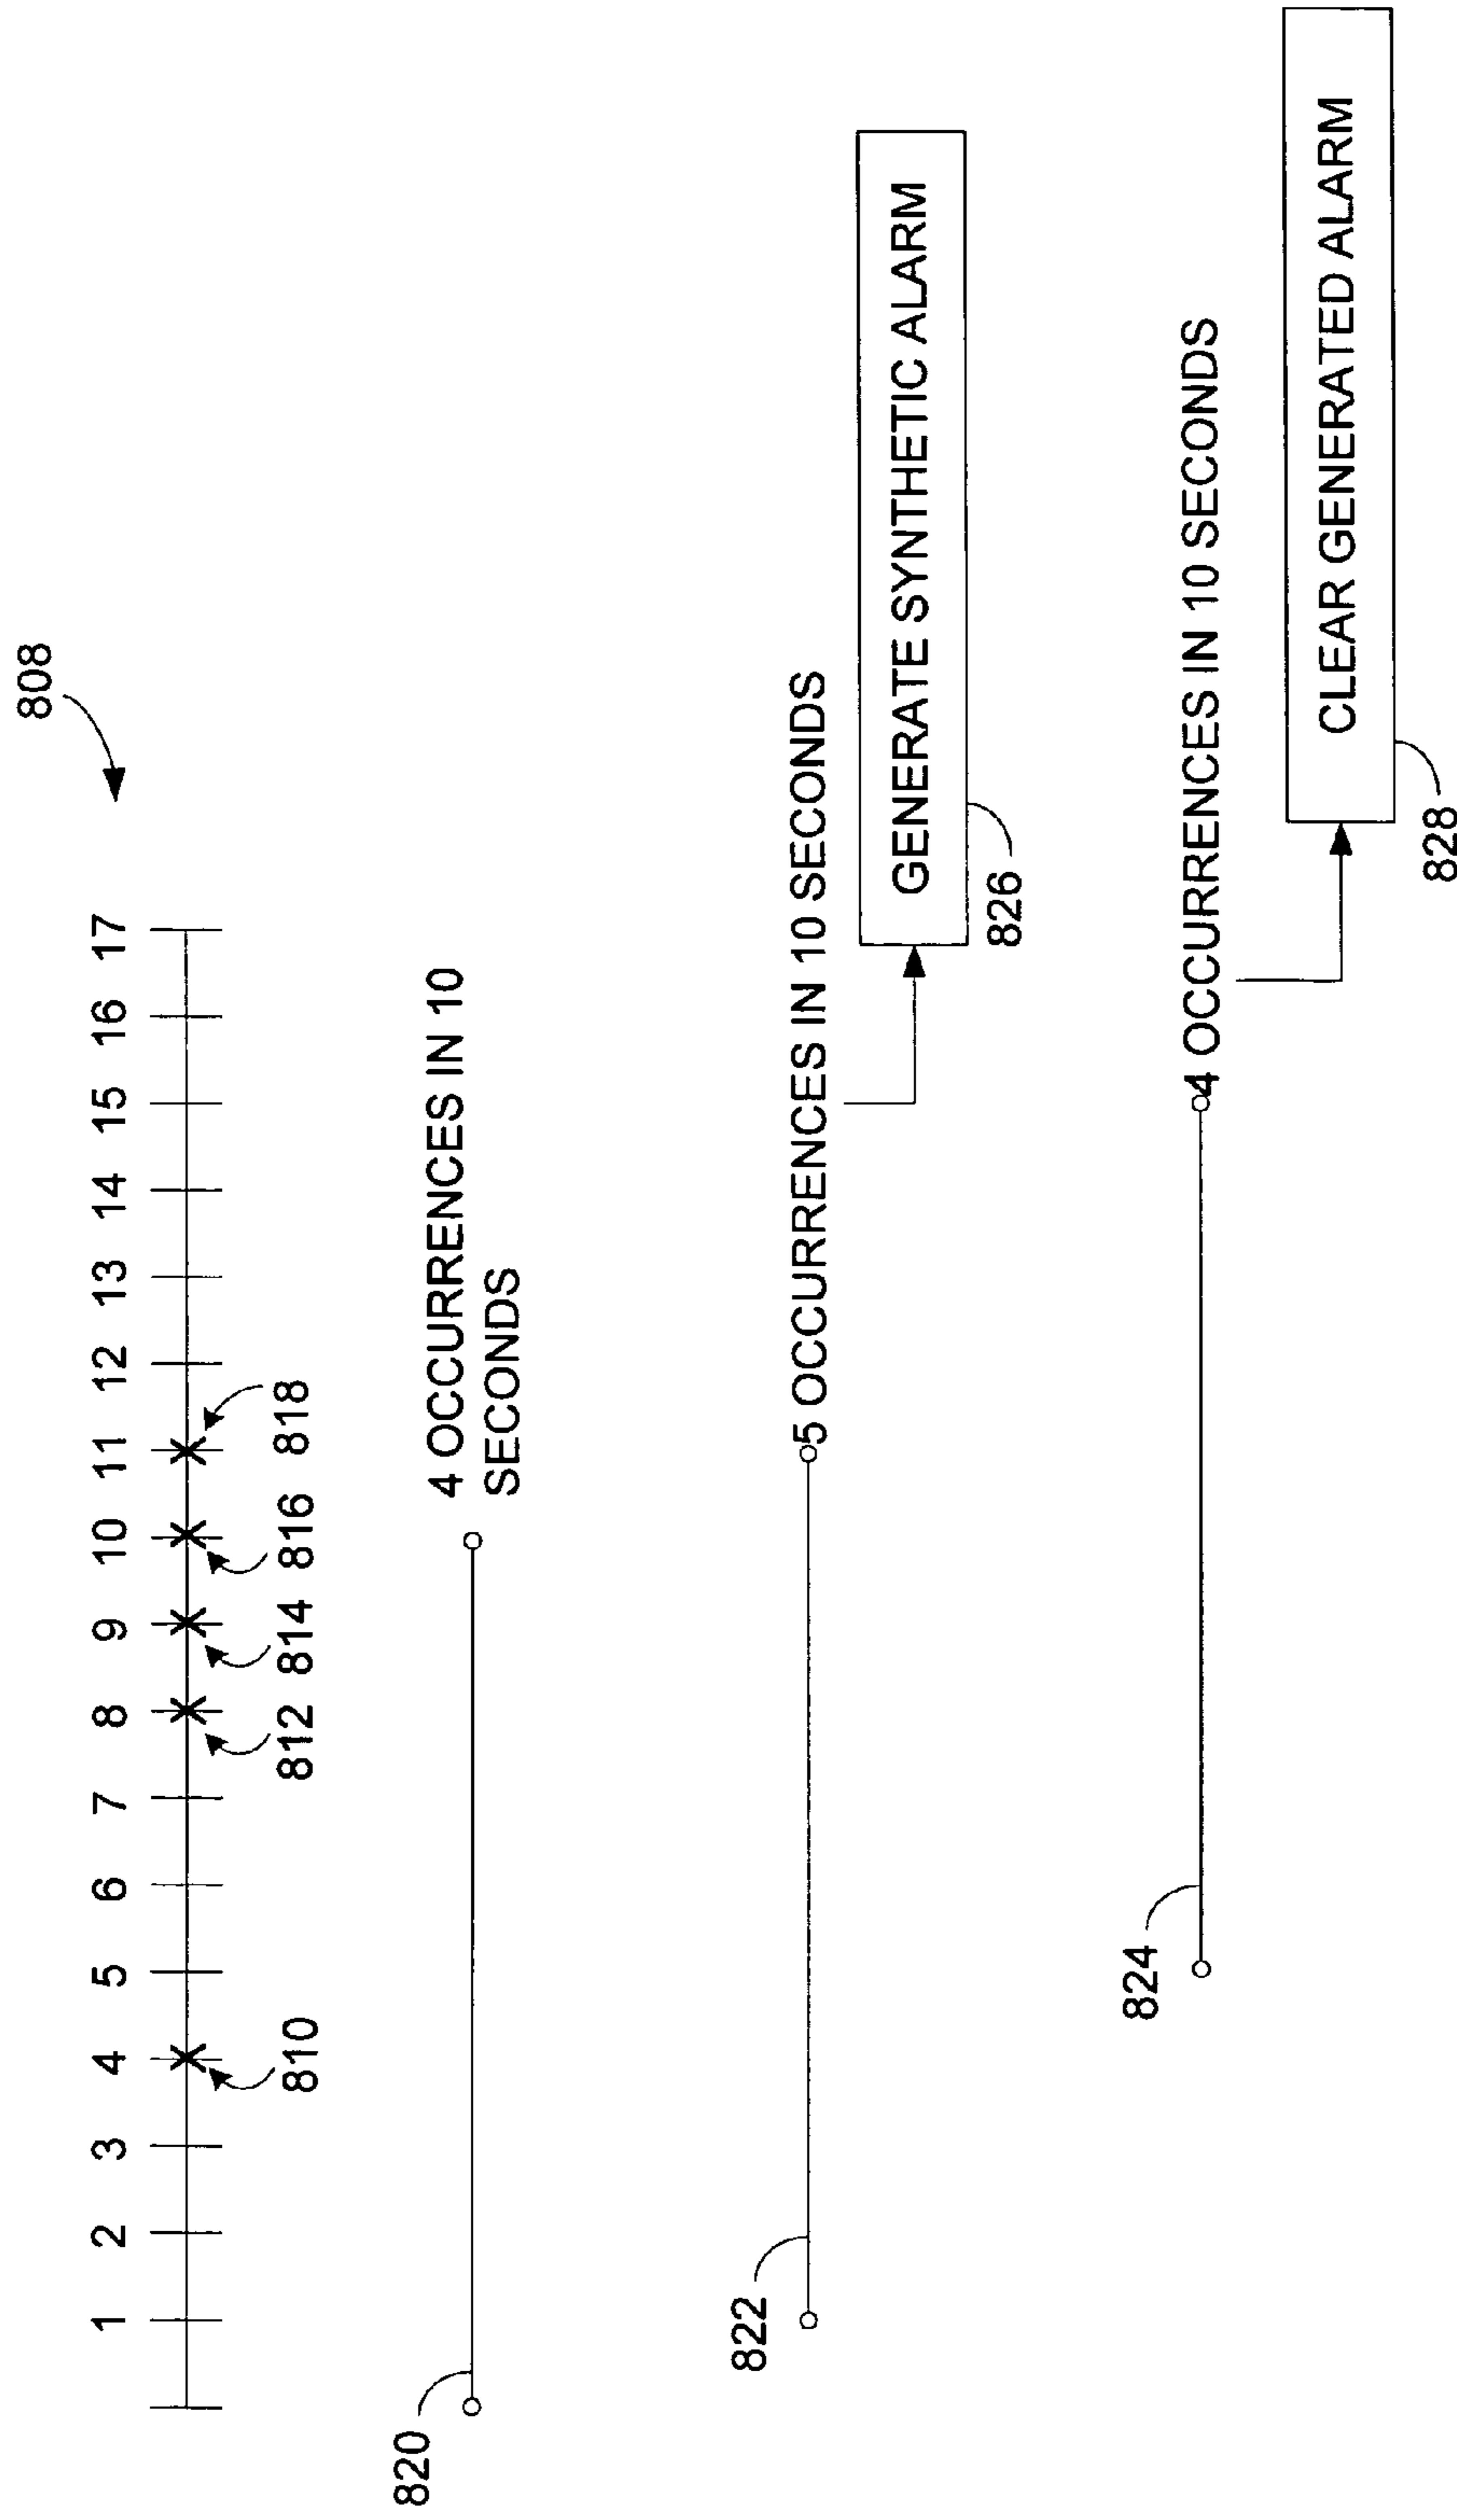 808
1 2 3 4 5 6 7 8 9 10 11 12 13 14 15 16 17
810 812 814 816 818
820
4 OCCURRENCES IN 10
SECONDS
822
5 OCCURRENCES IN 10 SECONDS
GENERATE SYNTHETIC ALARM
826
824
4 OCCURRENCES IN 10 SECONDS
CLEAR GENERATED ALARM
828